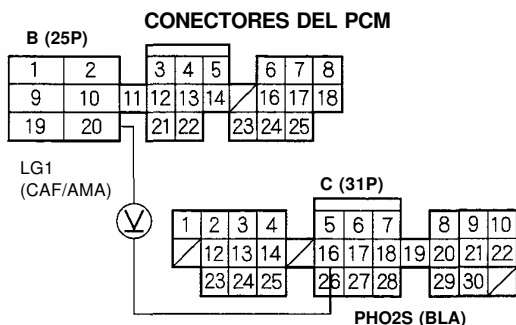 CONECTORES DEL PCM
B (25P)
1 2 3 4 5 6 7 8
9 10 11 12 13 14 16 17 18
19 20 21 22 23 24 25
LG1
(CAF/AMA)
V
C (31P)
1 2 3 4 5 6 7 8 9 10
12 13 14 16 17 18 19 20 21 22
23 24 25 26 27 28 29 30
PHO2S (BLA)